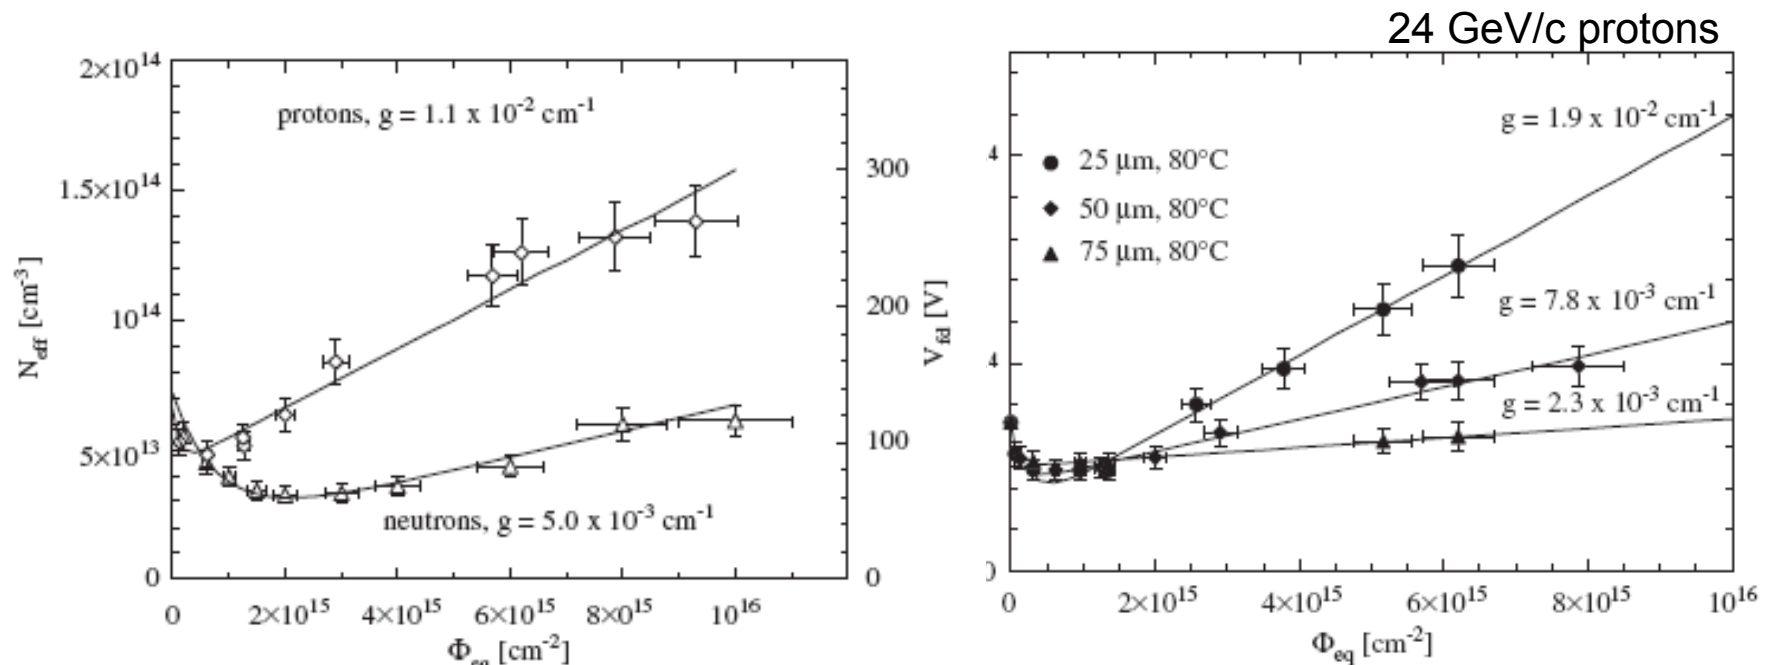 24 GeV/c protons
2×10¹⁴
1.5×10¹⁴
10¹⁴
5×10¹³
0
N_eff [cm⁻³]
protons, g = 1.1 x 10⁻² cm⁻¹
neutrons, g = 5.0 x 10⁻³ cm⁻¹
300
200
100
0
V_fd [V]
0
2×10¹⁵
4×10¹⁵
6×10¹⁵
8×0¹⁵
10¹⁶
Φ_eq [cm⁻²]
4
4
g = 1.9 x 10⁻² cm⁻¹
25 µm, 80°C
50 µm, 80°C
75 µm, 80°C
g = 7.8 x 10⁻³ cm⁻¹
g = 2.3 x 10⁻³ cm⁻¹
0
2×10¹⁵
4×10¹⁵
6×10¹⁵
8×10¹⁵
10¹⁶
Φ_eq [cm⁻²]